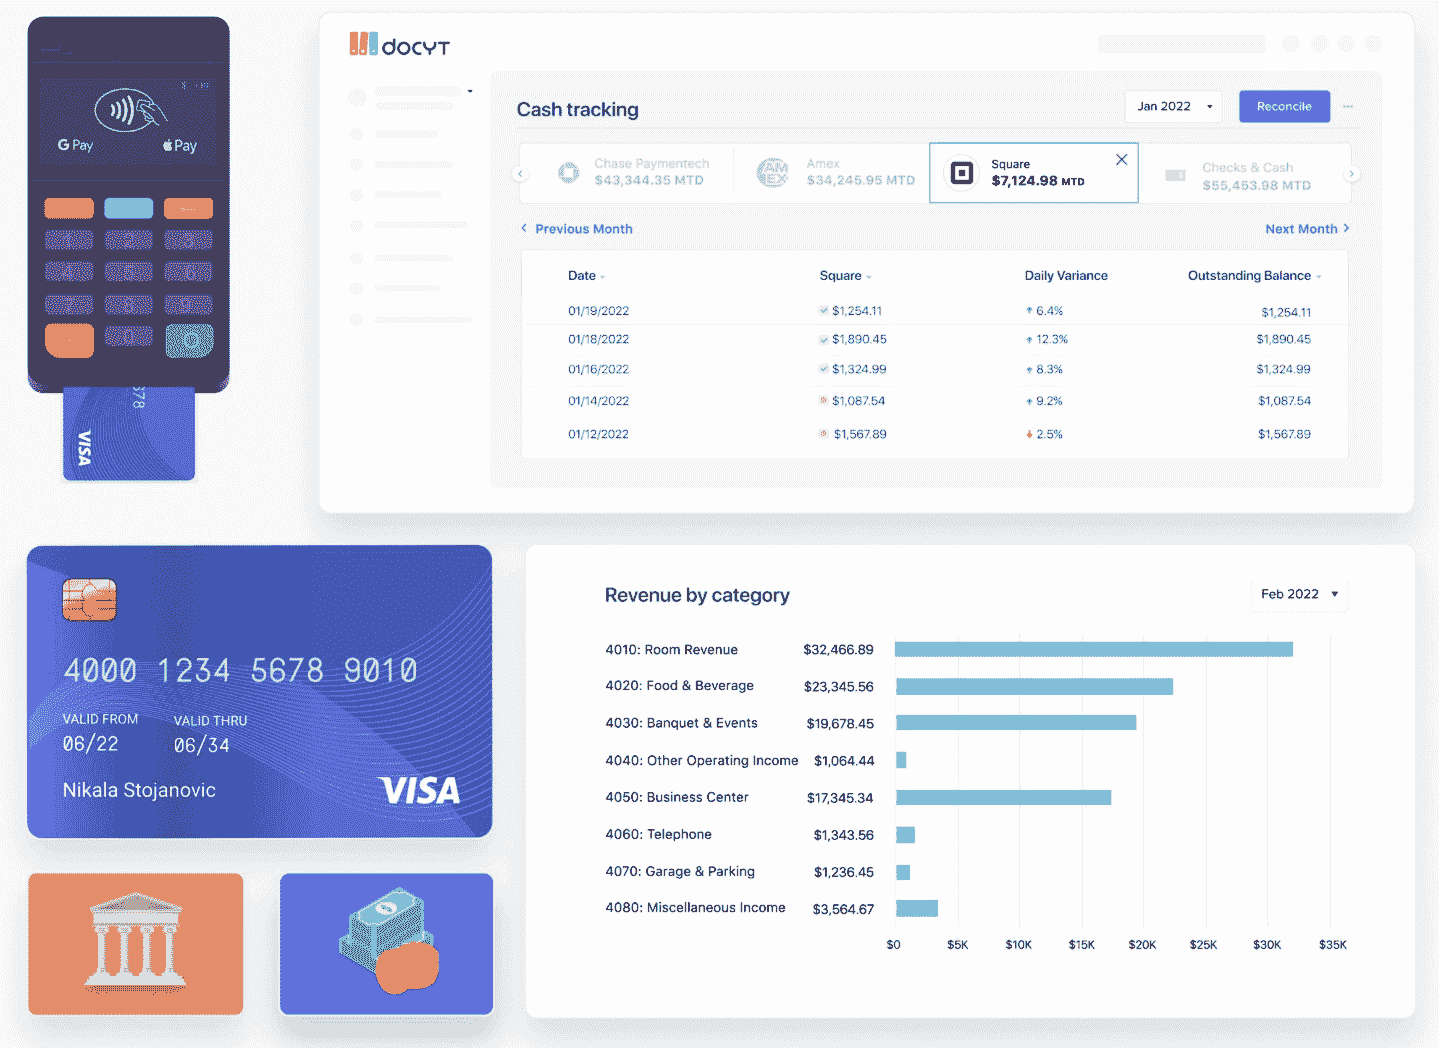 G Pay
Pay
678
VISA
docyt
Cash tracking
Jan 2022
Reconcile
Chase Paymentech
$43,344.35 MTD
AM
EX
Amex
$34,245.95 MTD
Square
$7,124.98 MTD
Checks & Cash
$55,453.98 MTD
Previous Month
Next Month
Date Square Daily Variance Outstanding Balance
01/19/2022 $1,254.11 6.4% $1,254.11
01/18/2022 $1,890.45 12.3% $1,890.45
01/16/2022 $1,324.99 8.3% $1,324.99
01/14/2022 $1,087.54 9.2% $1,087.54
01/12/2022 $1,567.89 2.5% $1,567.89
4000 1234 5678 9010
VALID FROM VALID THRU
06/22 06/34
Nikala Stojanovic
VISA
Revenue by category
Feb 2022
4010: Room Revenue $32,466.89
4020: Food & Beverage $23,345.56
4030: Banquet & Events $19,678.45
4040: Other Operating Income $1,064.44
4050: Business Center $17,345.34
4060: Telephone $1,343.56
4070: Garage & Parking $1,236.45
4080: Miscellaneous Income $3,564.67
$0 $5K $10K $15K $20K $25K $30K $35K